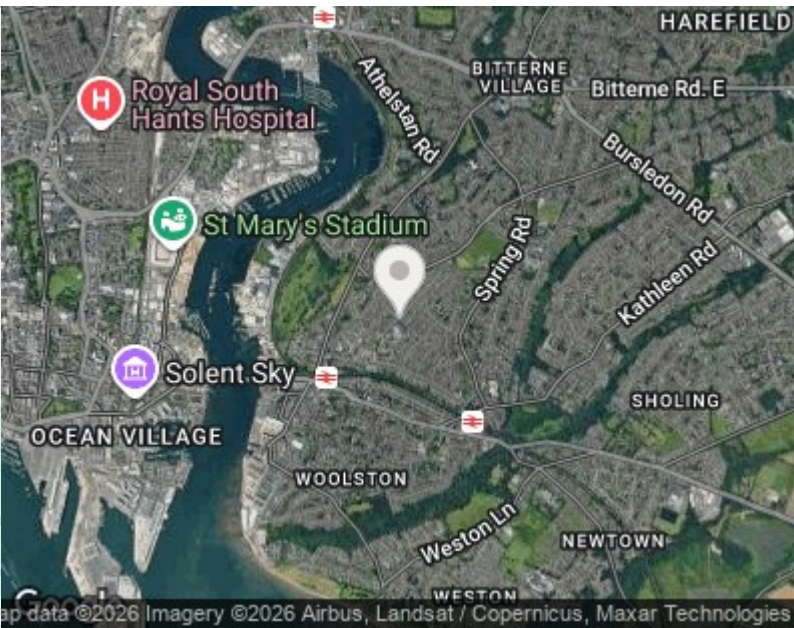 HAREFIELD
BITTERNE
VILLAGE
Bitterne Rd. E
Athelstan Rd
Royal South
Hants Hospital
H
Bursledon Rd
St Mary's Stadium
Spring Rd
Kathleen Rd
Solent Sky
SHOLING
OCEAN VILLAGE
WOOLSTON
Weston Ln
NEWTOWN
WESTON
Google
ap data ©2026 Imagery ©2026 Airbus, Landsat / Copernicus, Maxar Technologies